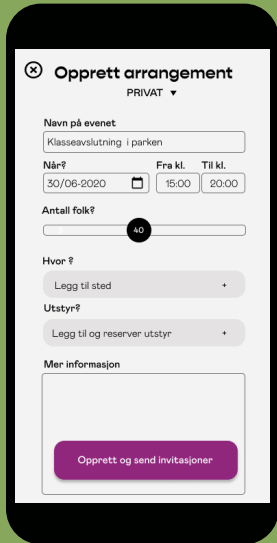 Opprett arrangement
PRIVAT ▼
Navn på evenet
Klasseavslutning i parken
Når? Fra kl. Til kl.
30/06-2020 15:00 20:00
Antall folk?
40
Hvor ?
Legg til sted +
Utstyr?
Legg til og reserver utstyr +
Mer informasjon
Opprett og send invitasjoner